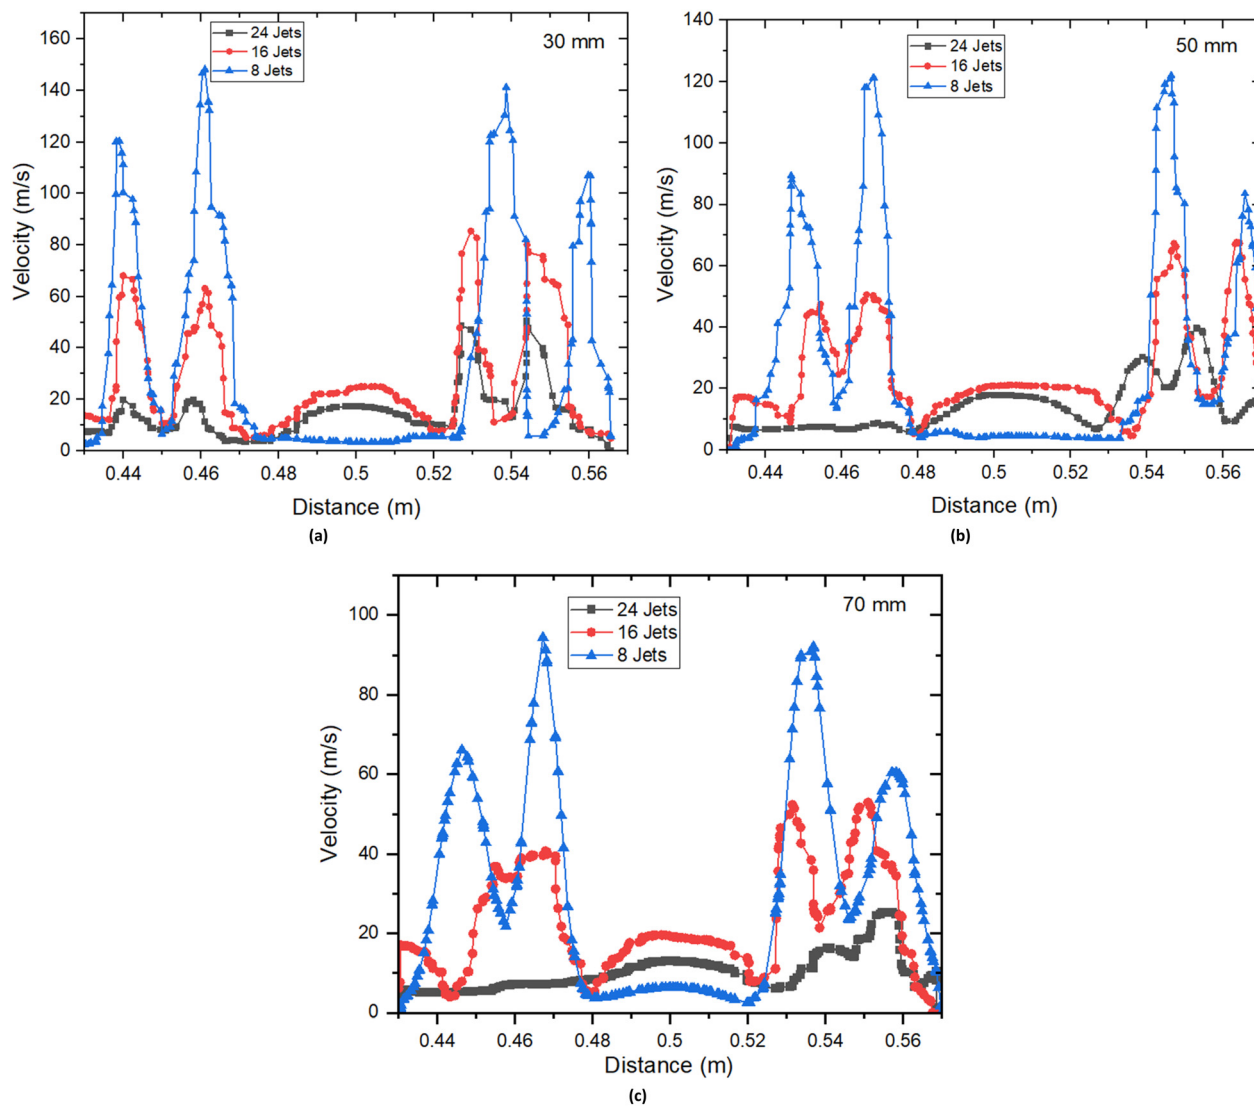 160
140
120
100
80
60
40
20
0
Velocity (m/s)
24 Jets
16 Jets
8 Jets
30 mm
0.44
0.46
0.48
0.5
0.52
0.54
0.56
Distance (m)
(a)
140
120
100
80
60
40
20
0
Velocity (m/s)
24 Jets
16 Jets
8 Jets
50 mm
0.44
0.46
0.48
0.5
0.52
0.54
0.56
Distance (m)
(b)
100
80
60
40
20
0
Velocity (m/s)
24 Jets
16 Jets
8 Jets
70 mm
0.44
0.46
0.48
0.5
0.52
0.54
0.56
Distance (m)
(c)